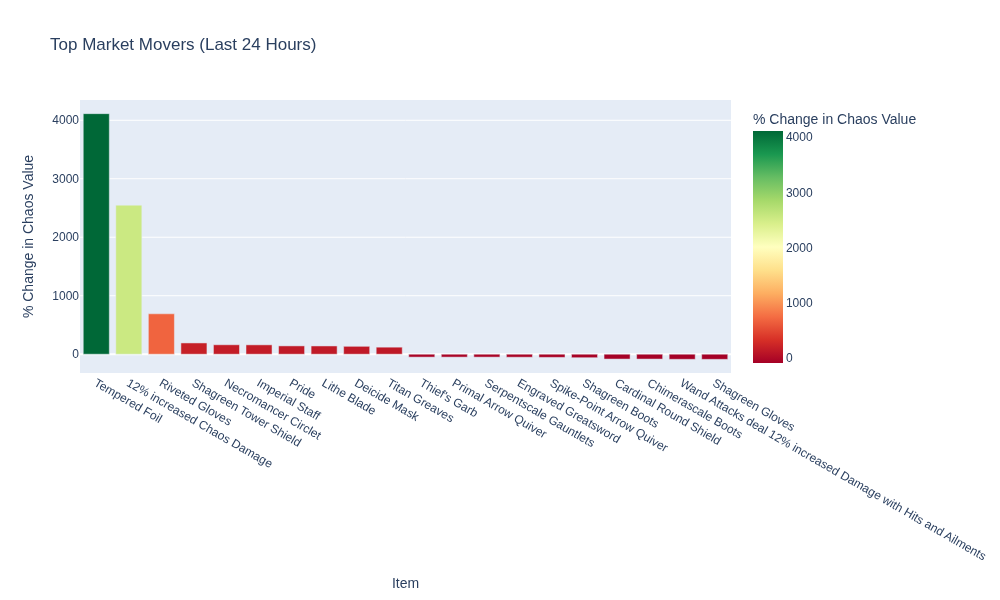 Top Market Movers (Last 24 Hours)
% Change in Chaos Value
4000
3000
2000
1000
0
Tempered Foil
12% increased Chaos Damage
Riveted Gloves
Shagreen Tower Shield
Necromancer Circlet
Imperial Staff
Pride
Lithe Blade
Deicide Mask
Titan Greaves
Thief's Garb
Primal Arrow Quiver
Serpentscale Gauntlets
Engraved Greatsword
Spike-Point Arrow Quiver
Shagreen Boots
Cardinal Round Shield
Chimerascale Boots
Wand Attacks deal 12% increased Damage with Hits and Ailments
Shagreen Gloves
Item
% Change in Chaos Value
4000
3000
2000
1000
0